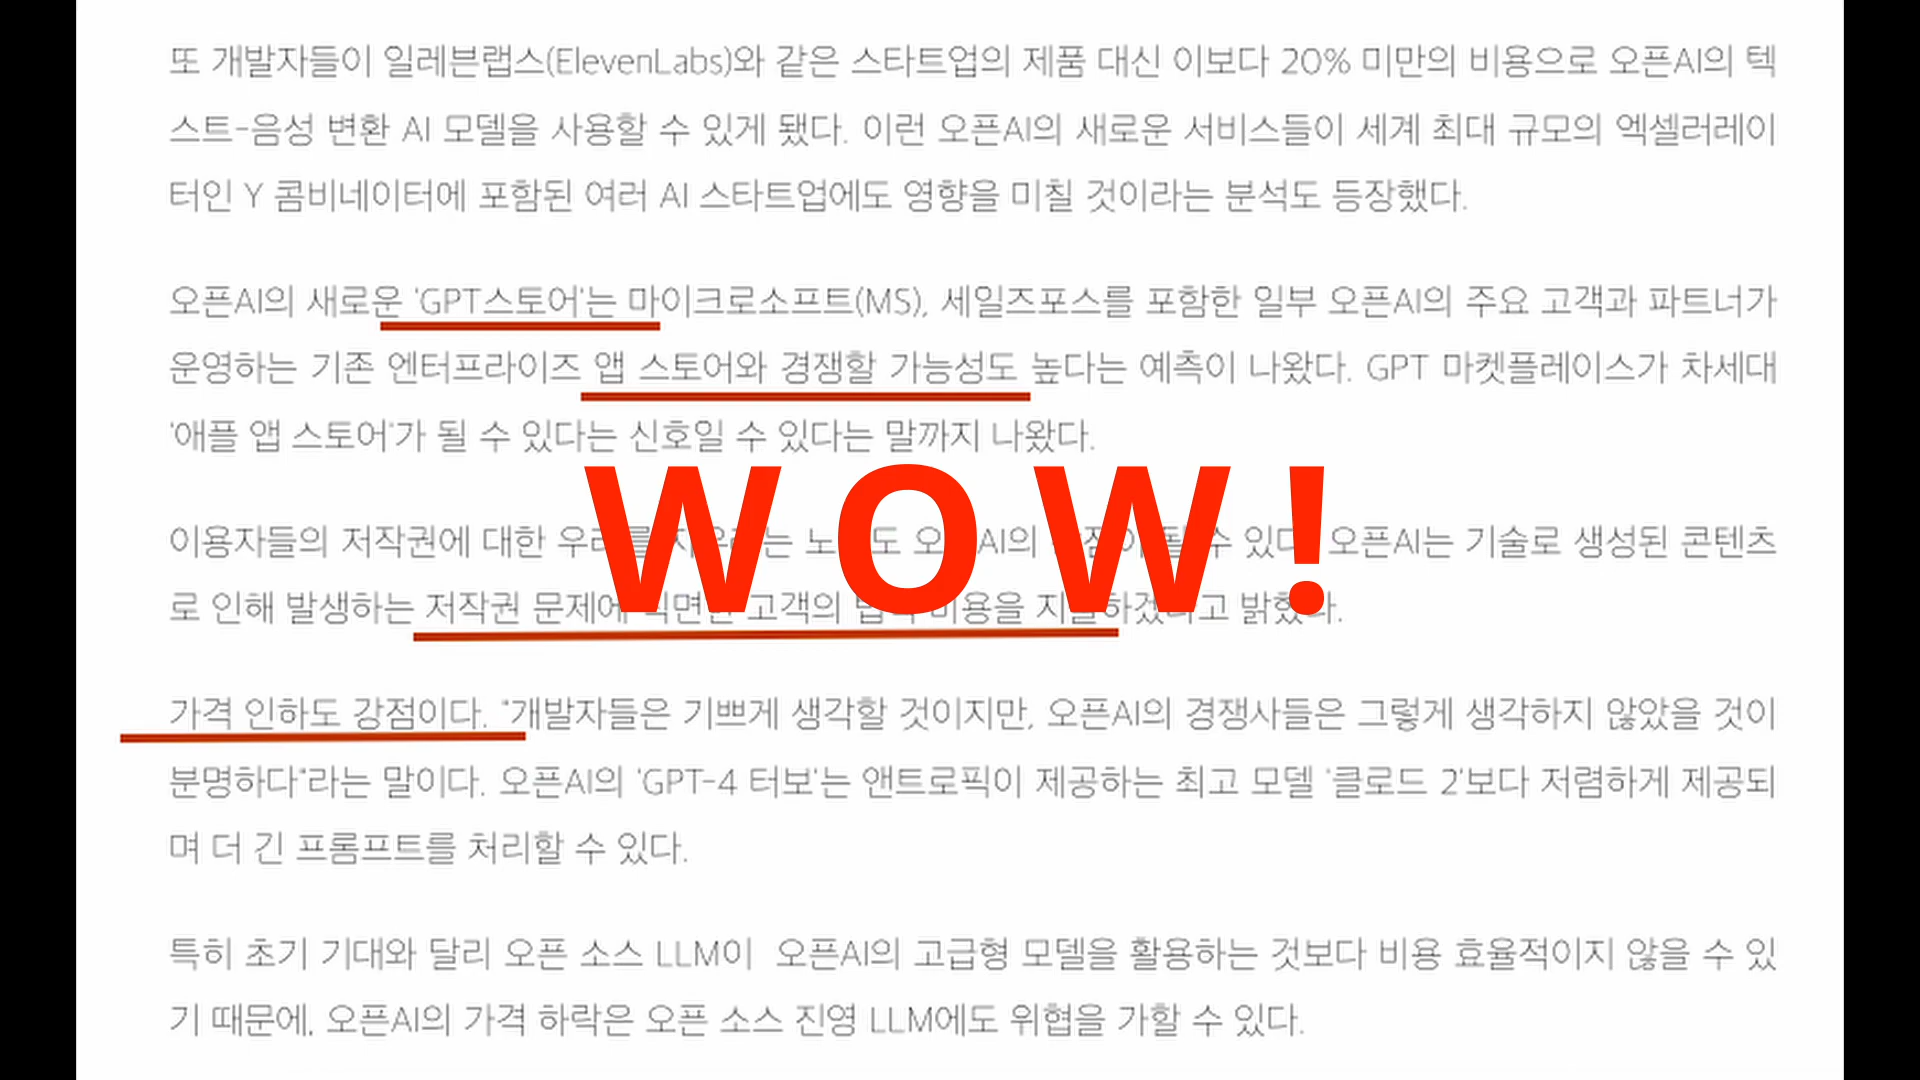 또 개발자들이 일레븐랩스(ElevenLabs)와 같은 스타트업의 제품 대신 이보다 20% 미만의 비용으로 오픈AI의 텍
스트-음성 변환 AI 모델을 사용할 수 있게 됐다. 이런 오픈AI의 새로운 서비스들이 세계 최대 규모의 엑셀러레이
터인 Y 콤비네이터에 포함된 여러 AI 스타트업에도 영향을 미칠 것이라는 분석도 등장했다.
오픈AI의 새로운 'GPT스토어'는 마이크로소프트(MS), 세일즈포스를 포함한 일부 오픈AI의 주요 고객과 파트너가
운영하는 기존 엔터프라이즈 앱 스토어와 경쟁할 가능성도 높다는 예측이 나왔다. GPT 마켓플레이스가 차세대
'애플 앱 스토어'가 될 수 있다는 신호일 수 있다는 말까지 나왔다.
WOW!
이용자들의 저작권에 대한 수 있다. 오픈AI는 기술로 생성된 콘텐츠
로 인해 발생하는 저작권 문제에 고객의 비용을 밝혔다.
가격 인하도 강점이다. "개발자들은 기쁘게 생각할 것이지만, 오픈AI의 경쟁사들은 그렇게 생각하지 않았을 것이
분명하다"라는 말이다. 오픈AI의 'GPT-4 터보'는 앤트로픽이 제공하는 최고 모델 '클로드 2'보다 저렴하게 제공되
며 더 긴 프롬프트를 처리할 수 있다.
특히 초기 기대와 달리 오픈 소스 LLM이 오픈AI의 고급형 모델을 활용하는 것보다 비용 효율적이지 않을 수 있
기 때문에, 오픈AI의 가격 하락은 오픈 소스 진영 LLM에도 위협을 가할 수 있다.